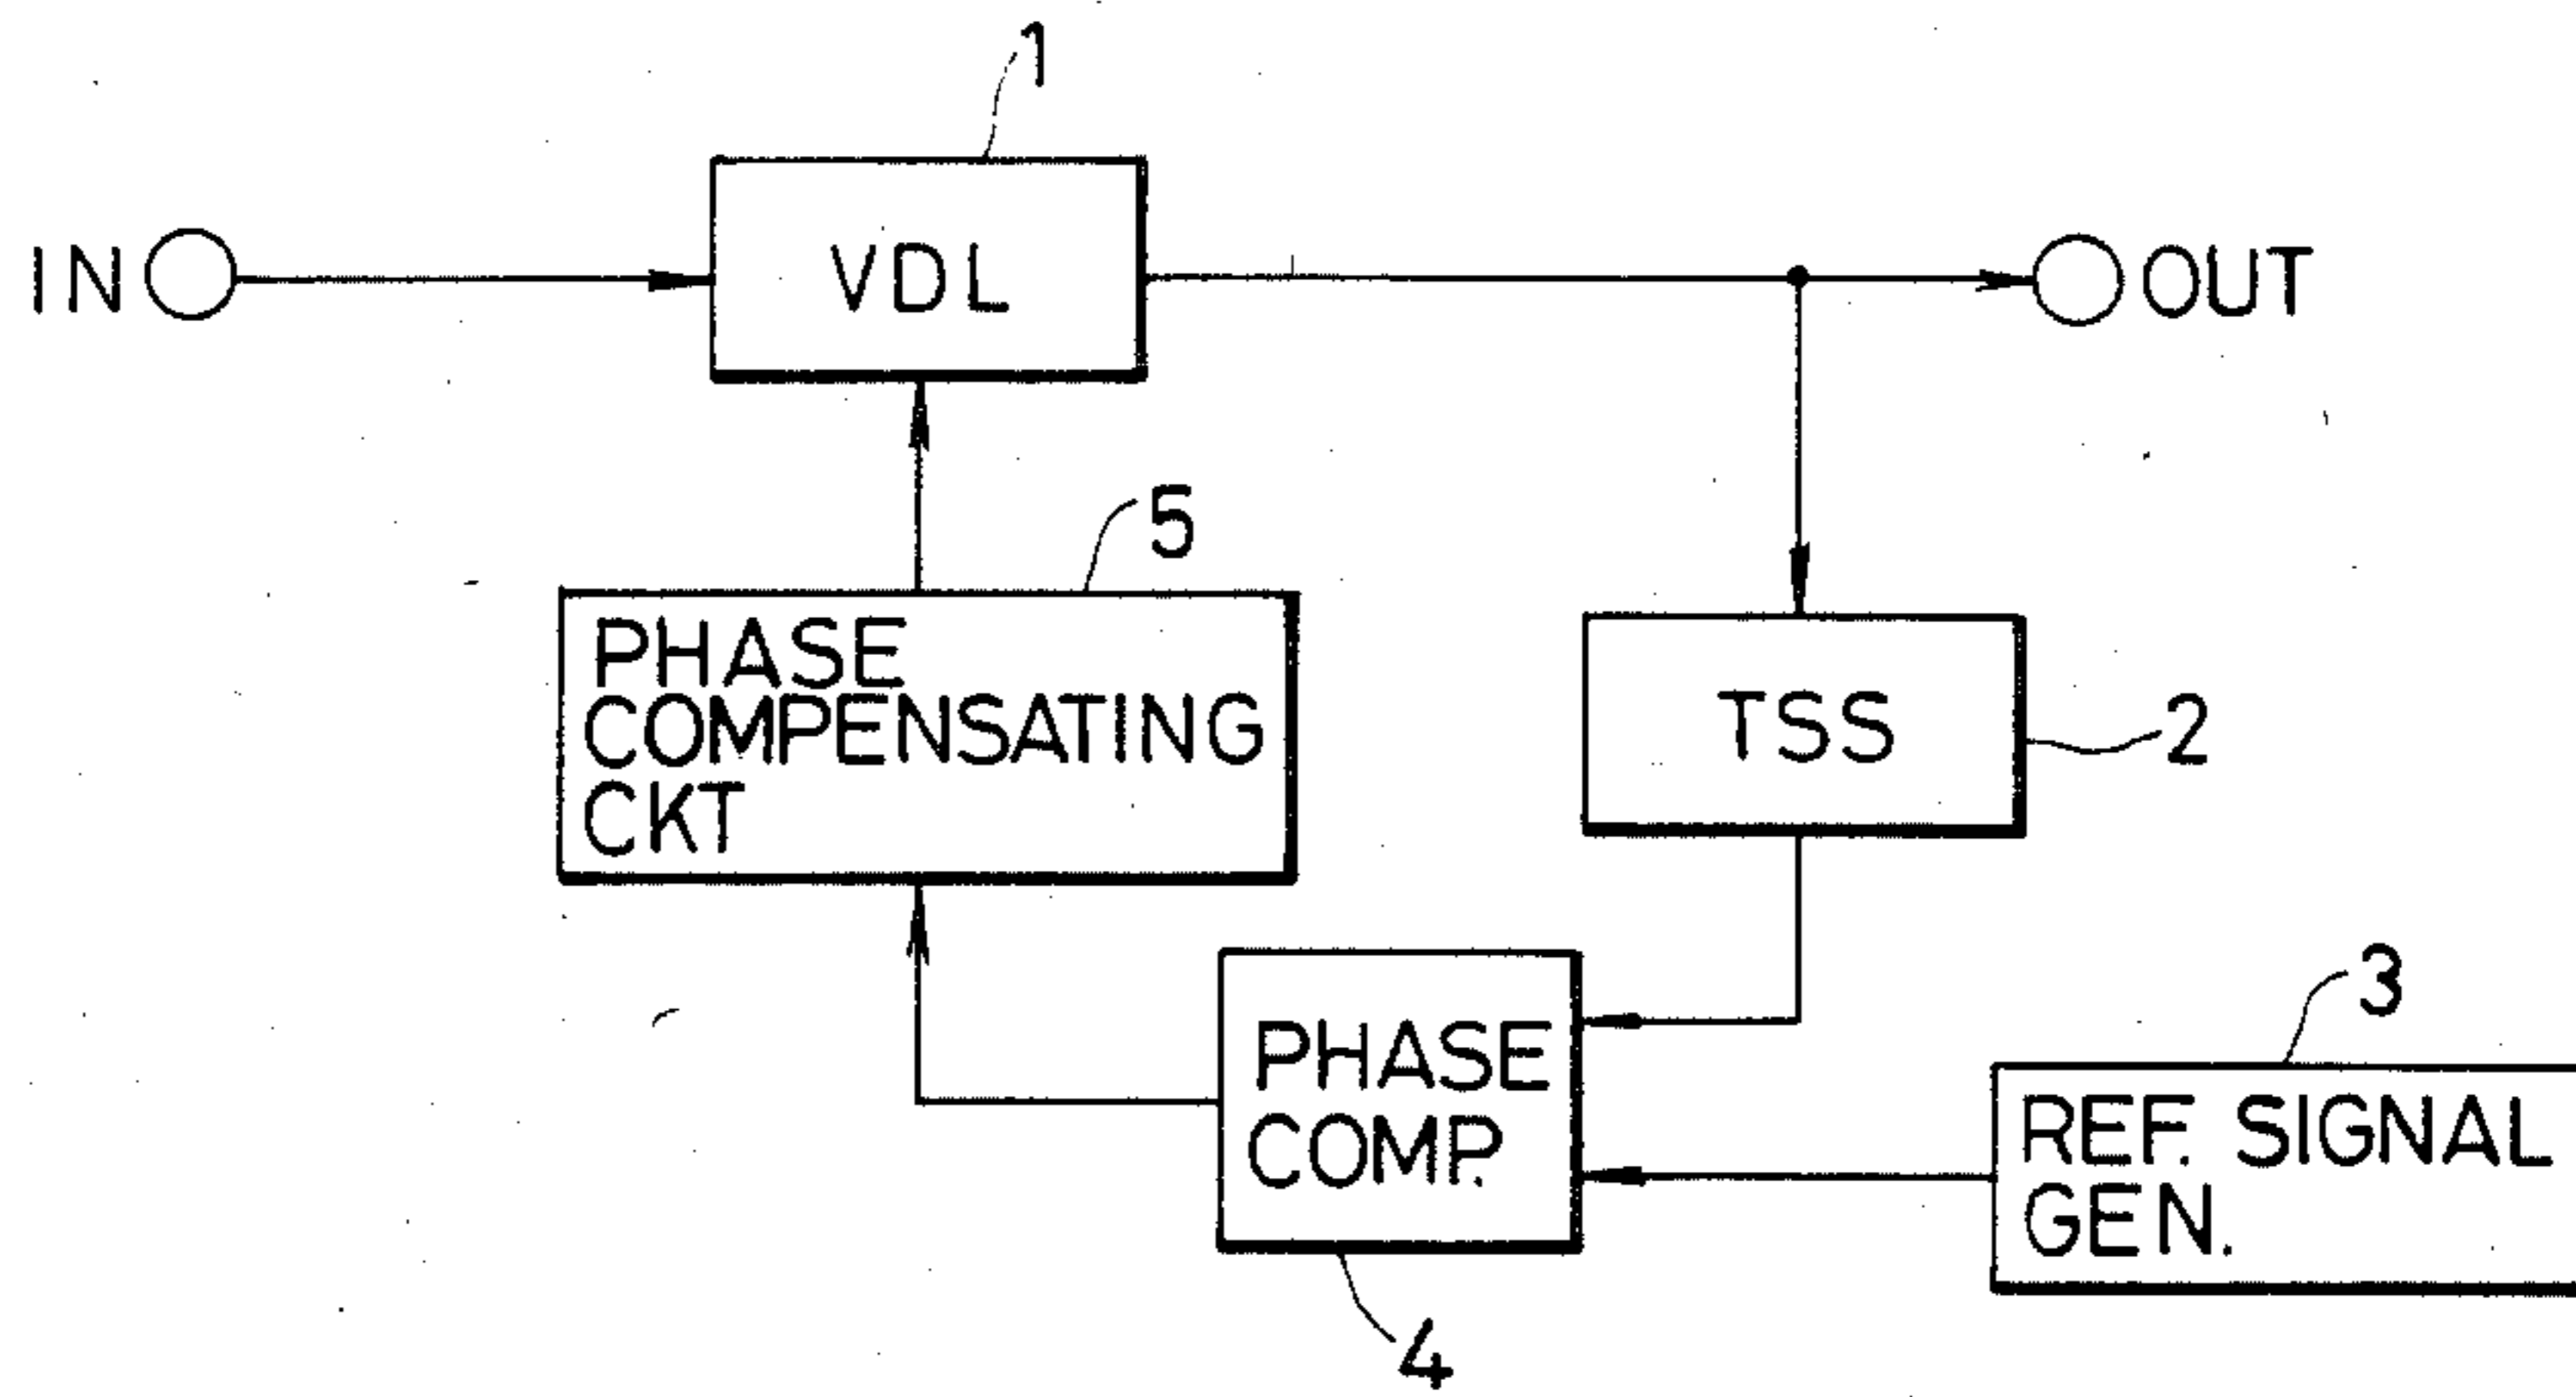 1
IN
VDL
OUT
5
PHASE
COMPENSATING
CKT
TSS
2
3
PHASE
COMP.
REF. SIGNAL
GEN.
4